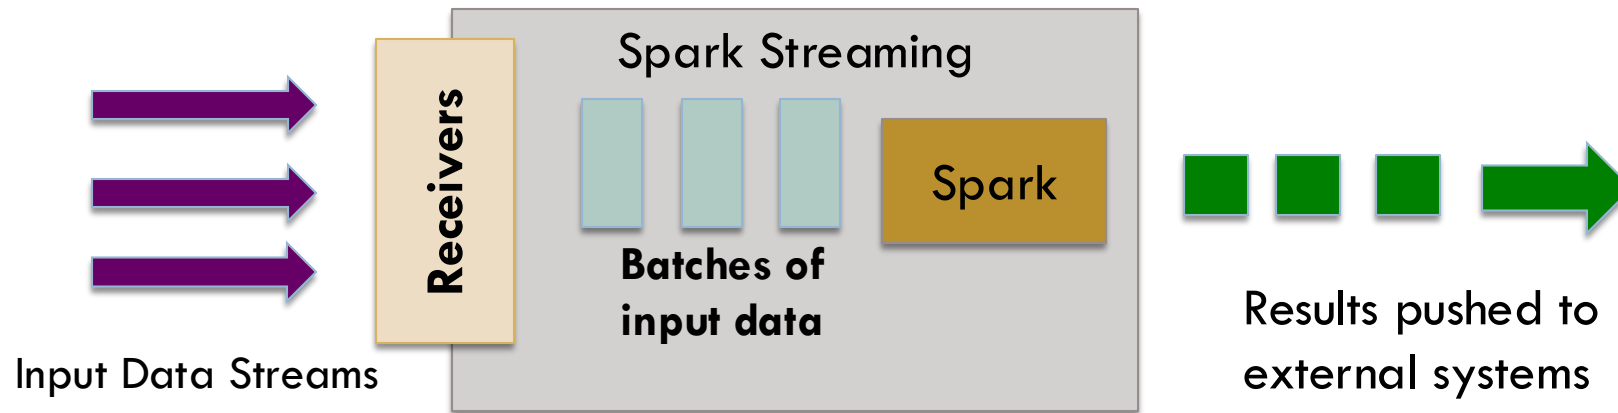 Spark Streaming
Receivers
Spark
Batches of
input data
Input Data Streams
Results pushed to
external systems